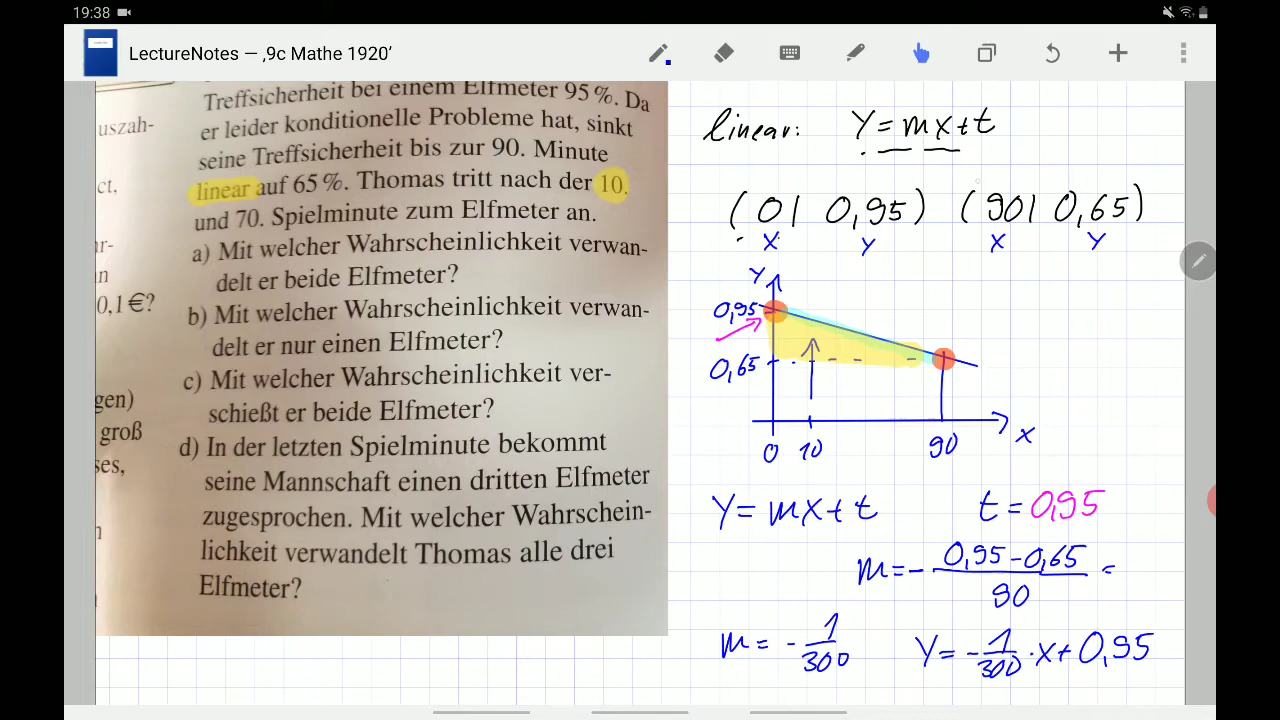 19:38
LectureNotes — ‚9c Mathe 1920’
Treffsicherheit bei einem Elfmeter 95 %. Da
er leider konditionelle Probleme hat, sinkt
seine Treffsicherheit bis zur 90. Minute
linear auf 65 %. Thomas tritt nach der 10.
und 70. Spielminute zum Elfmeter an.
a) Mit welcher Wahrscheinlichkeit verwan-
delt er beide Elfmeter?
b) Mit welcher Wahrscheinlichkeit verwan-
delt er nur einen Elfmeter?
c) Mit welcher Wahrscheinlichkeit ver-
schießt er beide Elfmeter?
d) In der letzten Spielminute bekommt
seine Mannschaft einen dritten Elfmeter
zugesprochen. Mit welcher Wahrschein-
lichkeit verwandelt Thomas alle drei
Elfmeter?
uszah-
ct,
r-
n
0,1 €?
gen)
groß
ses,
linear: y = mx + t
(0 | 0,95) (90 | 0,65)
x y x y
y
0,95
0,65
0 10 90 x
y = mx + t t = 0,95
m = - \frac{0,95 - 0,65}{90} =
m = - \frac{1}{300} y = - \frac{1}{300} · x + 0,95